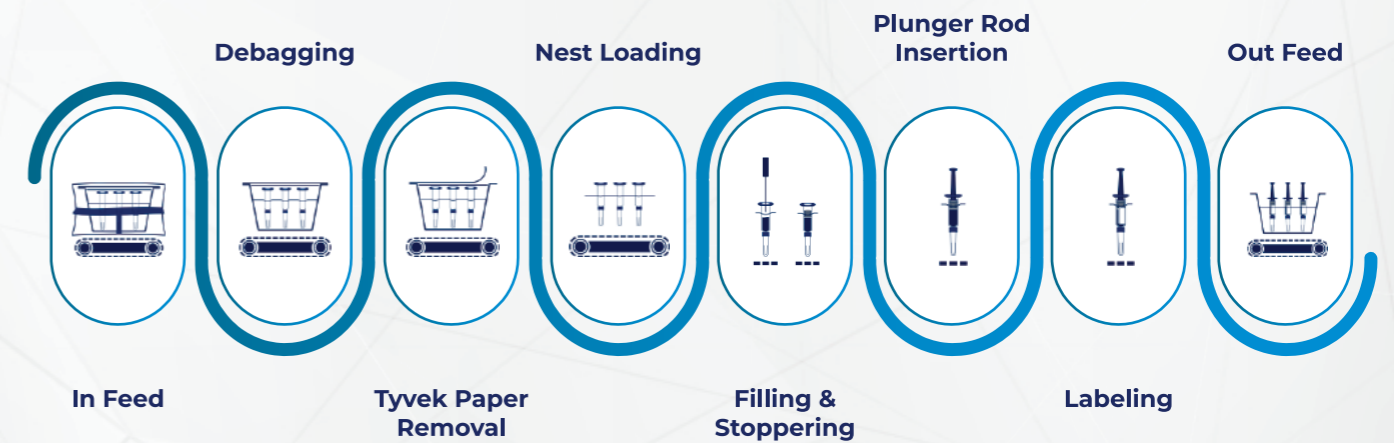 In Feed
Debagging
Tyvek Paper
Removal
Nest Loading
Filling &
Stoppering
Plunger Rod
Insertion
Labeling
Out Feed